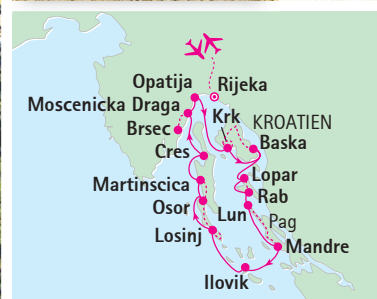 Opatija
Rijeka
Moscenicka Draga
Krk
KROATIEN
Brsec
Baska
Cres
Lopar
Martinscica
Rab
Osor
Lun
Pag
Losinj
Mandre
Ilovik